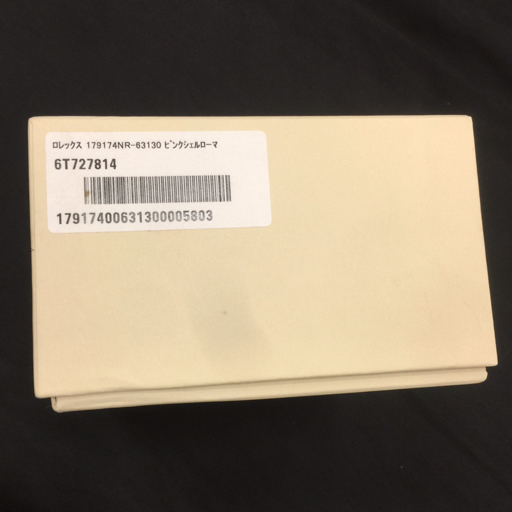 ﾛﾚｯｸｽ 179174NR-63130 ﾋﾟﾝｸｼｪﾙﾛｰﾏ
6T727814
17917400631300005803